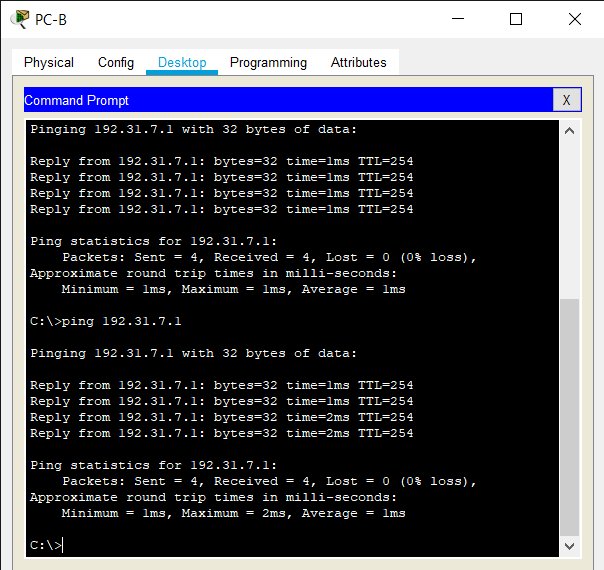 PC-B
Physical Config Desktop Programming Attributes
Command Prompt
X
Pinging 192.31.7.1 with 32 bytes of data:
Reply from 192.31.7.1: bytes=32 time=1ms TTL=254
Reply from 192.31.7.1: bytes=32 time=1ms TTL=254
Reply from 192.31.7.1: bytes=32 time=1ms TTL=254
Reply from 192.31.7.1: bytes=32 time=1ms TTL=254
Ping statistics for 192.31.7.1:
Packets: Sent = 4, Received = 4, Lost = 0 (0% loss),
Approximate round trip times in milli-seconds:
Minimum = 1ms, Maximum = 1ms, Average = 1ms
C:\>ping 192.31.7.1
Pinging 192.31.7.1 with 32 bytes of data:
Reply from 192.31.7.1: bytes=32 time=1ms TTL=254
Reply from 192.31.7.1: bytes=32 time=1ms TTL=254
Reply from 192.31.7.1: bytes=32 time=2ms TTL=254
Reply from 192.31.7.1: bytes=32 time=2ms TTL=254
Ping statistics for 192.31.7.1:
Packets: Sent = 4, Received = 4, Lost = 0 (0% loss),
Approximate round trip times in milli-seconds:
Minimum = 1ms, Maximum = 2ms, Average = 1ms
C:\>